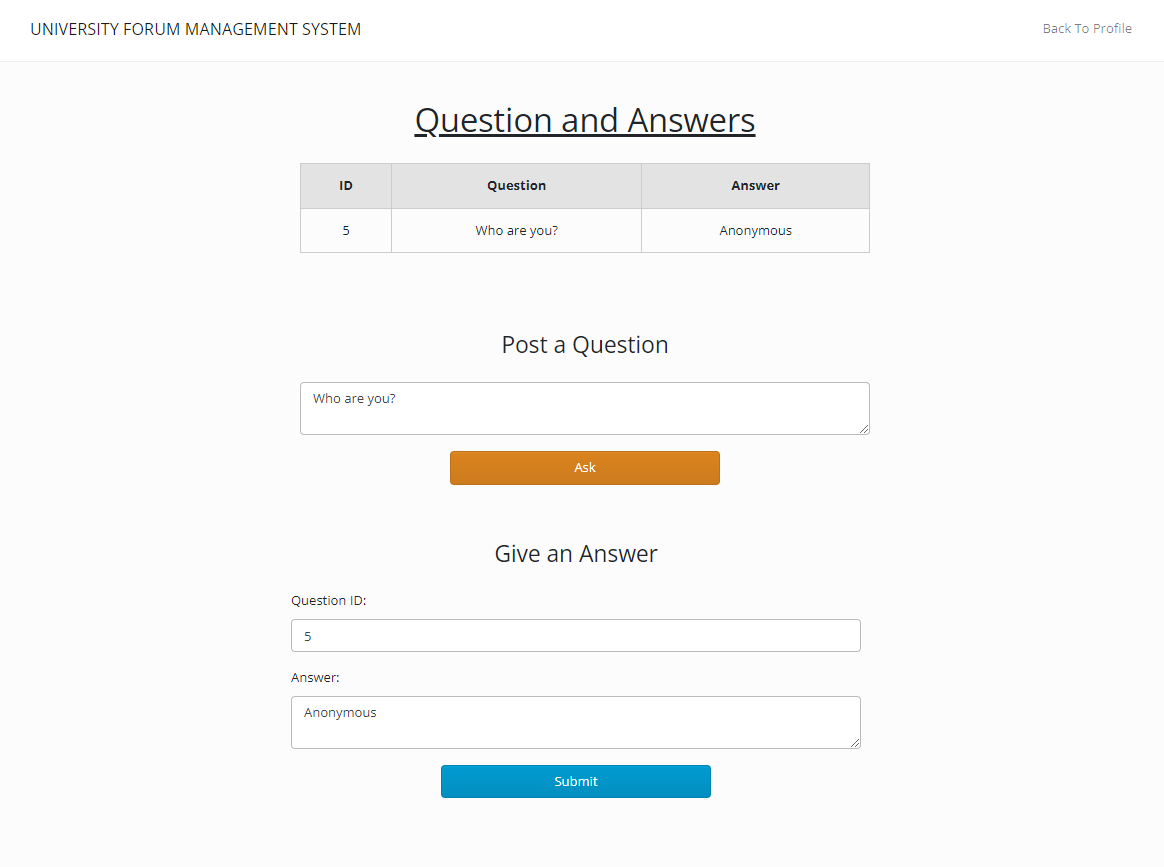 UNIVERSITY FORUM MANAGEMENT SYSTEM
Back To Profile
Question and Answers
ID Question Answer
5 Who are you? Anonymous
Post a Question
Who are you?
Ask
Give an Answer
Question ID:
5
Answer:
Anonymous
Submit